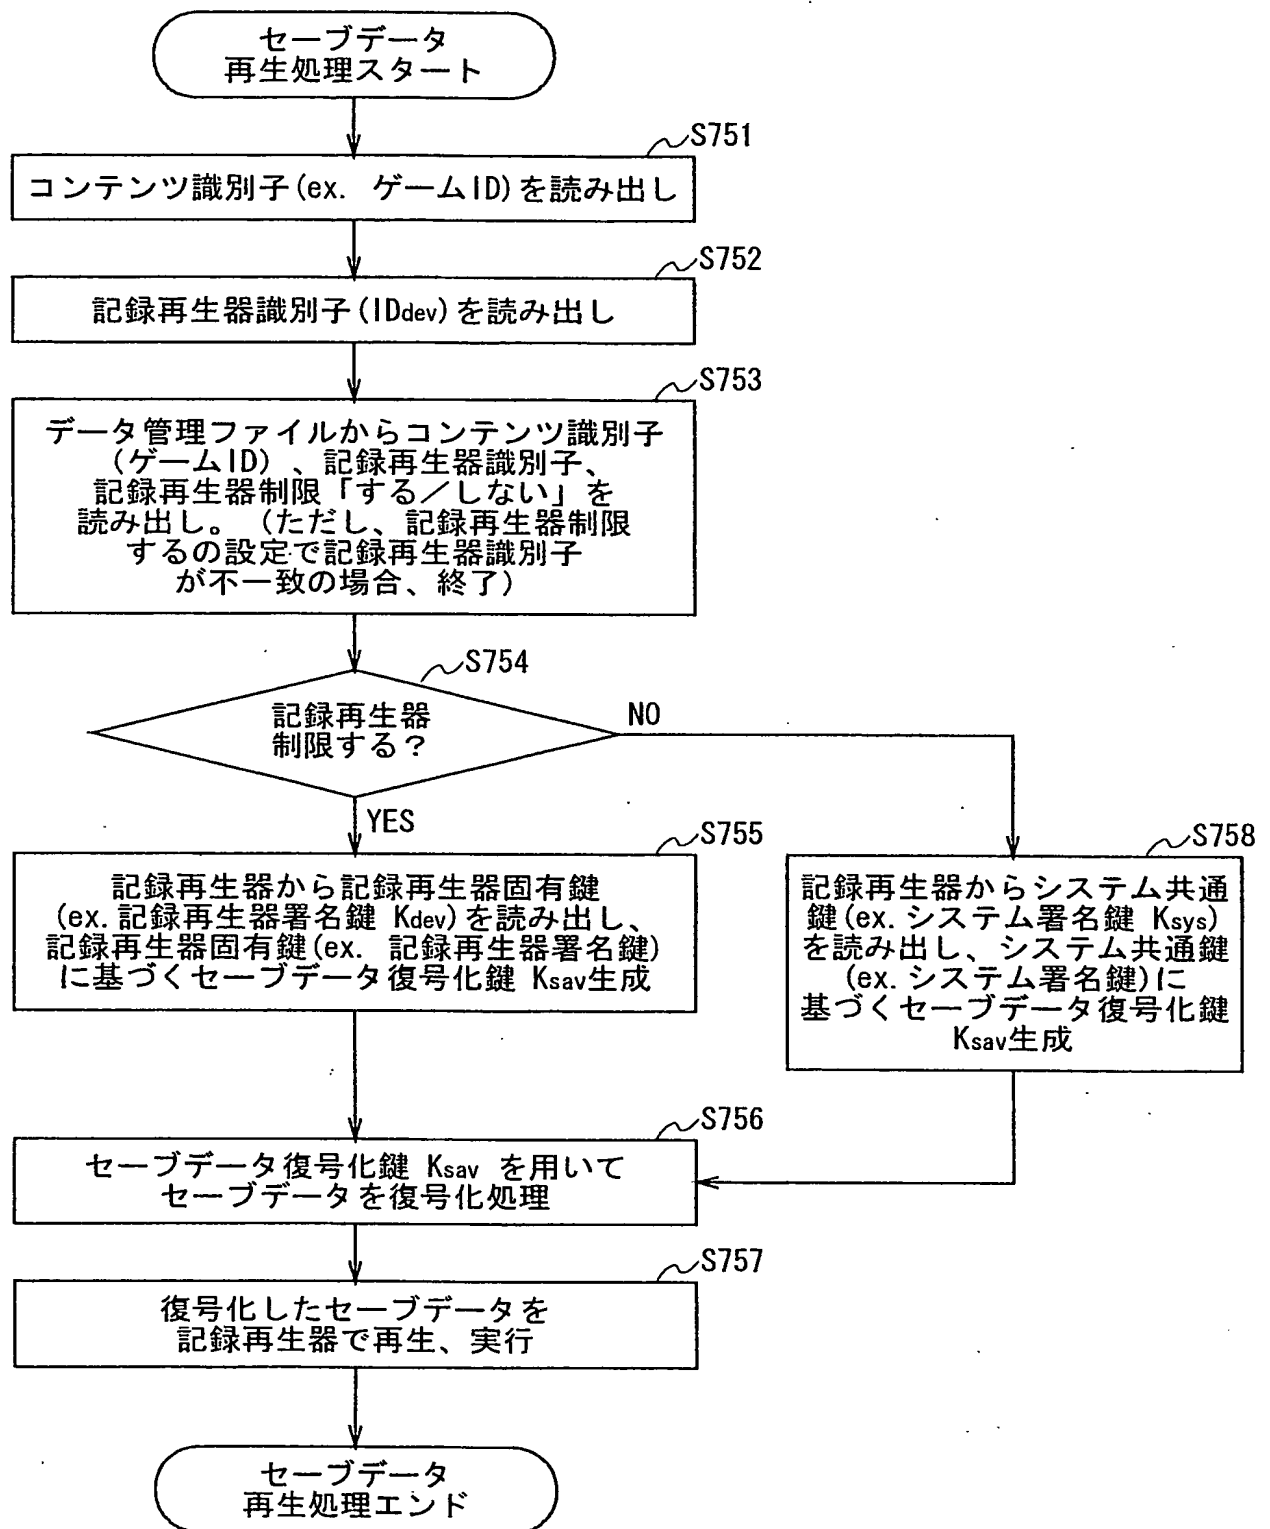 セーブデータ
再生処理スタート
S751
コンテンツ識別子(ex. ゲームID)を読み出し
S752
記録再生器識別子(IDdev)を読み出し
S753
データ管理ファイルからコンテンツ識別子
(ゲームID)、記録再生器識別子、
記録再生器制限「する/しない」を
読み出し。(ただし、記録再生器制限
するの設定で記録再生器識別子
が不一致の場合、終了)
S754
記録再生器
制限する?
NO
YES
S755
記録再生器から記録再生器固有鍵
(ex.記録再生器署名鍵 Kdev)を読み出し、
記録再生器固有鍵(ex. 記録再生器署名鍵)
に基づくセーブデータ復号化鍵 Ksav生成
S758
記録再生器からシステム共通
鍵(ex.システム署名鍵 Ksys)
を読み出し、システム共通鍵
(ex.システム署名鍵)に
基づくセーブデータ復号化鍵
Ksav生成
S756
セーブデータ復号化鍵 Ksav を用いて
セーブデータを復号化処理
S757
復号化したセーブデータを
記録再生器で再生、実行
セーブデータ
再生処理エンド